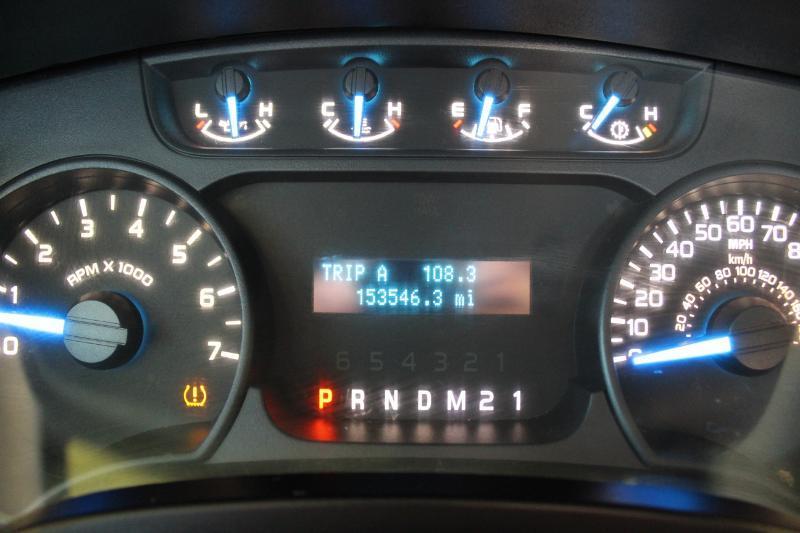 L H C H E F C H
0 1 2 3 4 5 6 7
RPM X 1000
TRIP A 108.3
153546.3 mi
6 5 4 3 2 1
P R N D M 2 1
0 10 20 30 40 50 60 70
MPH
km/h
20 40 60 80 100 120 140